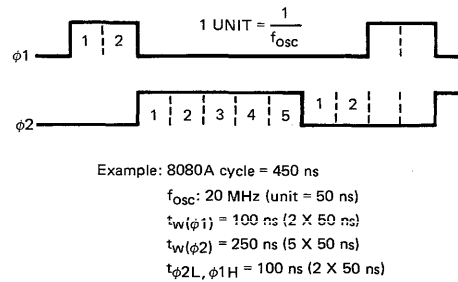 1 UNIT = 1/fosc
φ1 1 2
φ2 1 2 3 4 5 1 2
Example: 8080A cycle = 450 ns
fosc: 20 MHz (unit = 50 ns)
tw(φ1) = 100 ns (2 X 50 ns)
tw(φ2) = 250 ns (5 X 50 ns)
tφ2L, φ1H = 100 ns (2 X 50 ns)